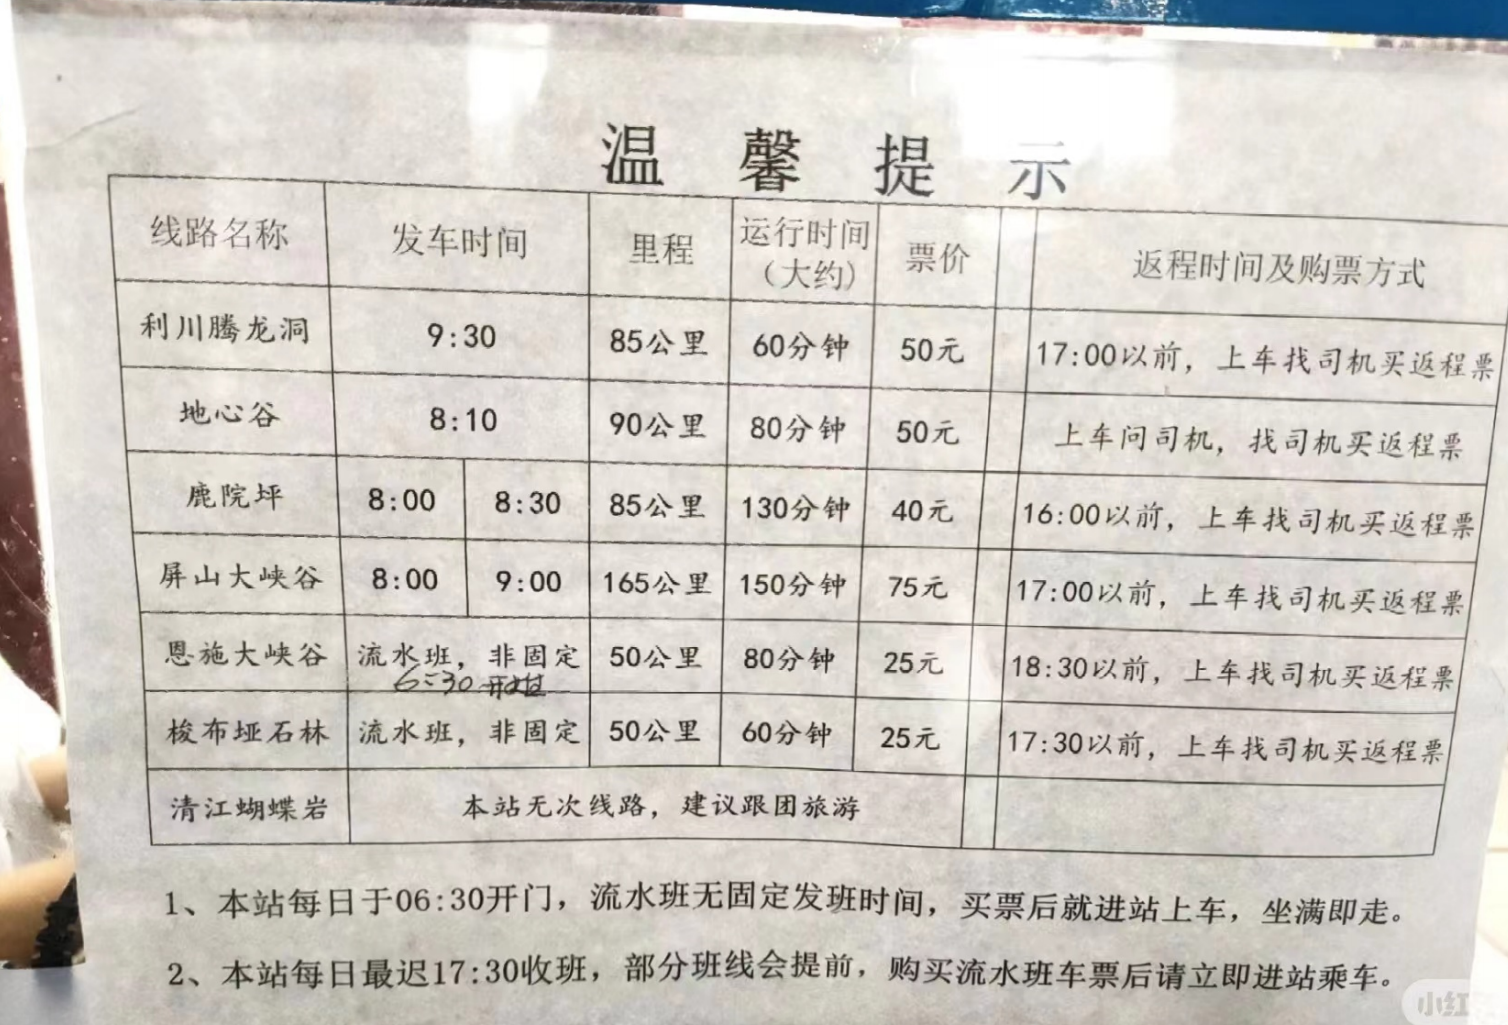 温馨提示
线路名称 发车时间 里程 运行时间（大约） 票价 返程时间及购票方式
利川腾龙洞 9:30 85公里 60分钟 50元 17:00以前，上车找司机买返程票
地心谷 8:10 90公里 80分钟 50元 上车问司机，找司机买返程票
鹿院坪 8:00 8:30 85公里 130分钟 40元 16:00以前，上车找司机买返程票
屏山大峡谷 8:00 9:00 165公里 150分钟 75元 17:00以前，上车找司机买返程票
恩施大峡谷 流水班，非固定 50公里 80分钟 25元 18:30以前，上车找司机买返程票
6:30
梭布垭石林 流水班，非固定 50公里 60分钟 25元 17:30以前，上车找司机买返程票
清江蝴蝶岩 本站无次线路，建议跟团旅游
1、本站每日于06:30开门，流水班无固定发班时间，买票后就进站上车，坐满即走。
2、本站每日最迟17:30收班，部分班线会提前，购买流水班车票后请立即进站乘车。
小红